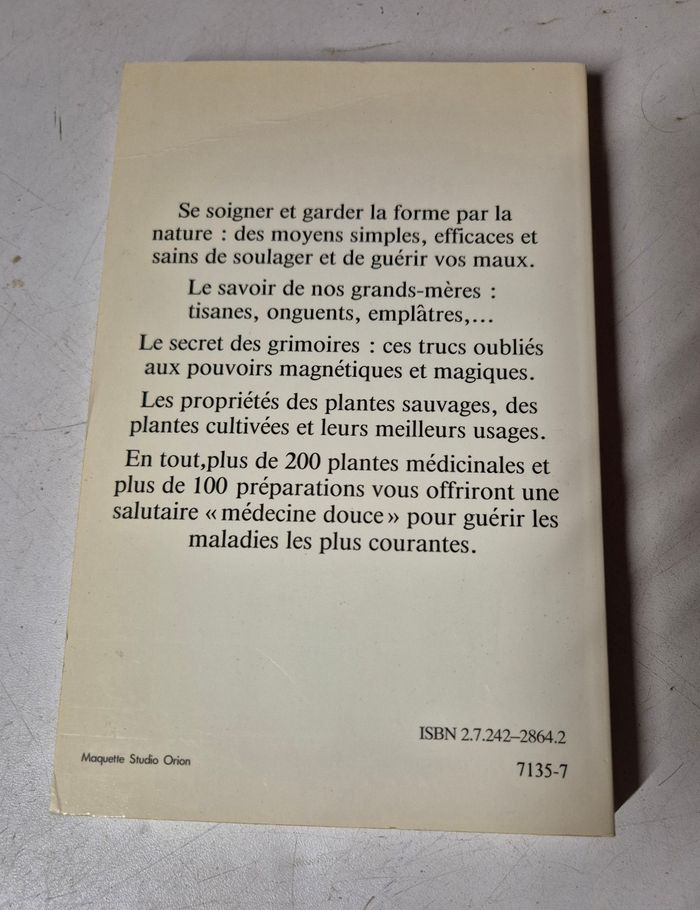 Se soigner et garder la forme par la
nature : des moyens simples, efficaces et
sains de soulager et de guérir vos maux.
Le savoir de nos grands-mères :
tisanes, onguents, emplâtres,...
Le secret des grimoires : ces trucs oubliés
aux pouvoirs magnétiques et magiques.
Les propriétés des plantes sauvages, des
plantes cultivées et leurs meilleurs usages.
En tout,plus de 200 plantes médicinales et
plus de 100 préparations vous offriront une
salutaire « médecine douce » pour guérir les
maladies les plus courantes.
ISBN 2.7.242–2864.2
Maquette Studio Orion
7135-7